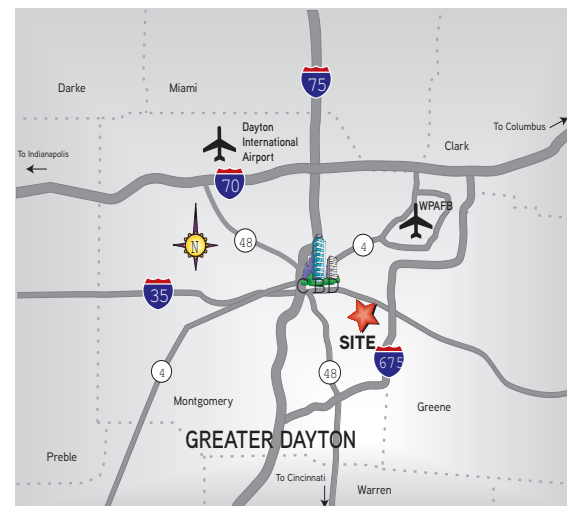 75
Darke
Miami
Dayton
International
Airport
To Columbus
Clark
To Indianapolis
70
WPAFB
N
48
4
35
CBD
SITE
675
4
48
Montgomery
Greene
GREATER DAYTON
Preble
To Cincinnati
Warren